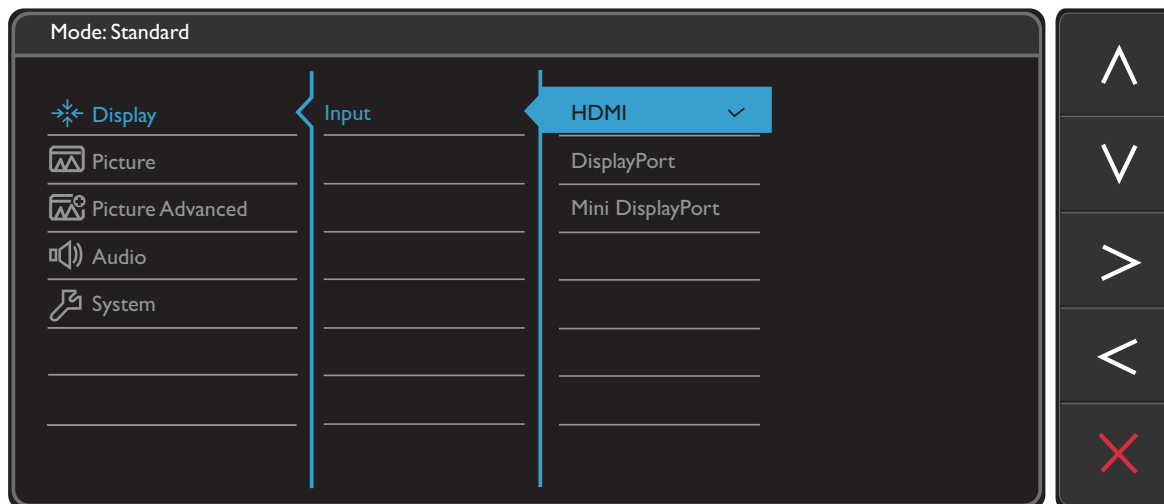 Mode: Standard
Display
Input
HDMI
Picture
DisplayPort
Picture Advanced
Mini DisplayPort
Audio
System